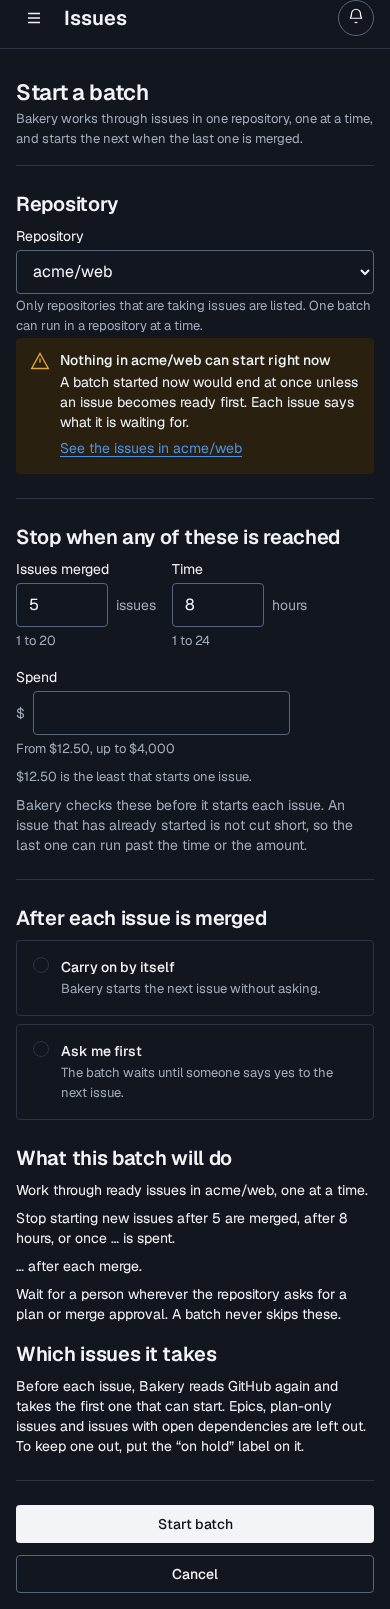 Issues
Start a batch
Bakery works through issues in one repository, one at a time,
and starts the next when the last one is merged.
Repository
Repository
acme/web
Only repositories that are taking issues are listed. One batch
can run in a repository at a time.
Nothing in acme/web can start right now
A batch started now would end at once unless
an issue becomes ready first. Each issue says
what it is waiting for.
See the issues in acme/web
Stop when any of these is reached
Issues merged Time
5 issues 8 hours
1 to 20 1 to 24
Spend
$
From $12.50, up to $4,000
$12.50 is the least that starts one issue.
Bakery checks these before it starts each issue. An
issue that has already started is not cut short, so the
last one can run past the time or the amount.
After each issue is merged
Carry on by itself
Bakery starts the next issue without asking.
Ask me first
The batch waits until someone says yes to the
next issue.
What this batch will do
Work through ready issues in acme/web, one at a time.
Stop starting new issues after 5 are merged, after 8
hours, or once … is spent.
… after each merge.
Wait for a person wherever the repository asks for a
plan or merge approval. A batch never skips these.
Which issues it takes
Before each issue, Bakery reads GitHub again and
takes the first one that can start. Epics, plan-only
issues and issues with open dependencies are left out.
To keep one out, put the “on hold” label on it.
Start batch
Cancel